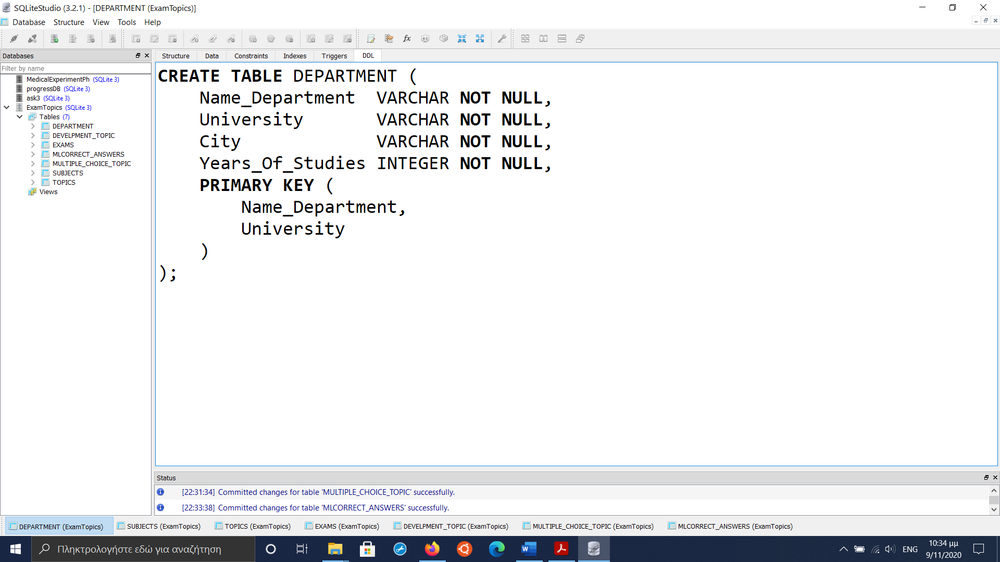 SQLiteStudio (3.2.1) - [DEPARTMENT (ExamTopics)]
Database Structure View Tools Help
Databases
Filter by name
MedicalExperimentPh (SQLite 3)
progressDB (SQLite 3)
ask3 (SQLite 3)
ExamTopics (SQLite 3)
Tables (7)
DEPARTMENT
DEVELPMENT_TOPIC
EXAMS
MLCORRECT_ANSWERS
MULTIPLE_CHOICE_TOPIC
SUBJECTS
TOPICS
Views
Structure Data Constraints Indexes Triggers DDL
CREATE TABLE DEPARTMENT (
Name_Department VARCHAR NOT NULL,
University VARCHAR NOT NULL,
City VARCHAR NOT NULL,
Years_Of_Studies INTEGER NOT NULL,
PRIMARY KEY (
Name_Department,
University
)
);
Status
[22:31:34] Committed changes for table 'MULTIPLE_CHOICE_TOPIC' successfully.
[22:33:38] Committed changes for table 'MLCORRECT_ANSWERS' successfully.
DEPARTMENT (ExamTopics) SUBJECTS (ExamTopics) TOPICS (ExamTopics) EXAMS (ExamTopics) DEVELPMENT_TOPIC (ExamTopics) MULTIPLE_CHOICE_TOPIC (ExamTopics) MLCORRECT_ANSWERS (ExamTopics)
Πληκτρολογήστε εδώ για αναζήτηση
ENG
10:34 μμ
9/11/2020